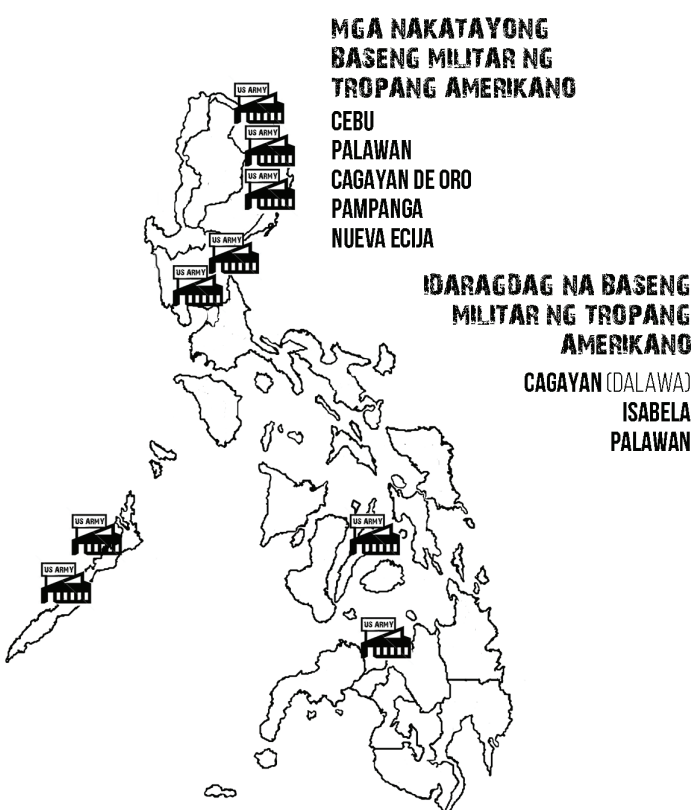 MGA NAKATAYONG
BASENG MILITAR NG
TROPANG AMERIKANO
CEBU
PALAWAN
CAGAYAN DE ORO
PAMPANGA
NUEVA ECIJA
IDARAGDAG NA BASENG
MILITAR NG TROPANG
AMERIKANO
CAGAYAN (DALAWA)
ISABELA
PALAWAN
US ARMY
US ARMY
US ARMY
US ARMY
US ARMY
US ARMY
US ARMY
US ARMY
US ARMY